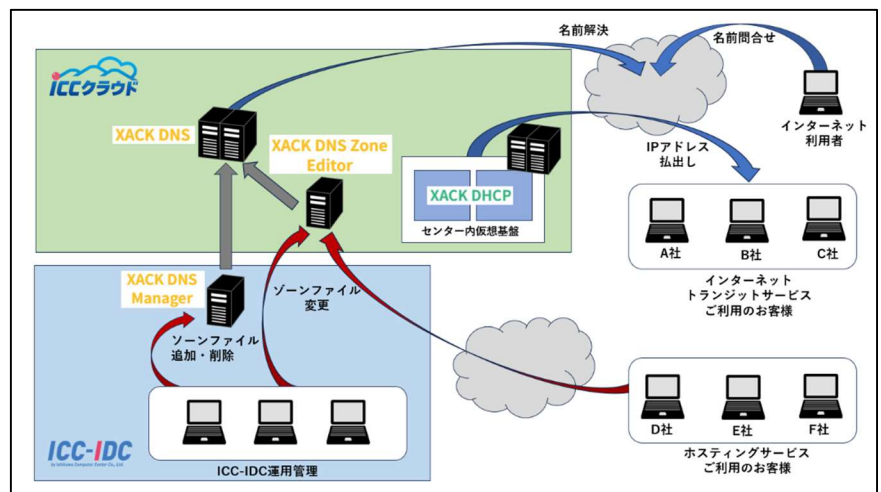 ICCクラウド
名前解決
名前問合せ
XACK DNS
XACK DNS Zone
Editor
XACK DHCP
センター内仮想基盤
IPアドレス
払出し
インターネット
利用者
A社
B社
C社
インターネット
トランジットサービス
ご利用のお客様
XACK DNS
Manager
ゾーンファイル
変更
ゾーンファイル
追加・削除
ICC-IDC
by Ishikawa Computer Center Co., Ltd.
ICC-IDC運用管理
D社
E社
F社
ホスティングサービス
ご利用のお客様